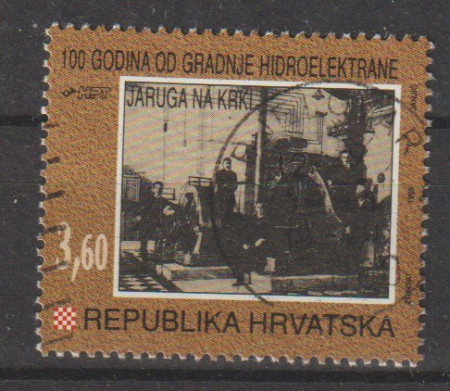 100 GODINA OD GRADNJE HIDROELEKTRANE
HPT
JARUGA NA KRKI
3,60
REPUBLIKA HRVATSKA